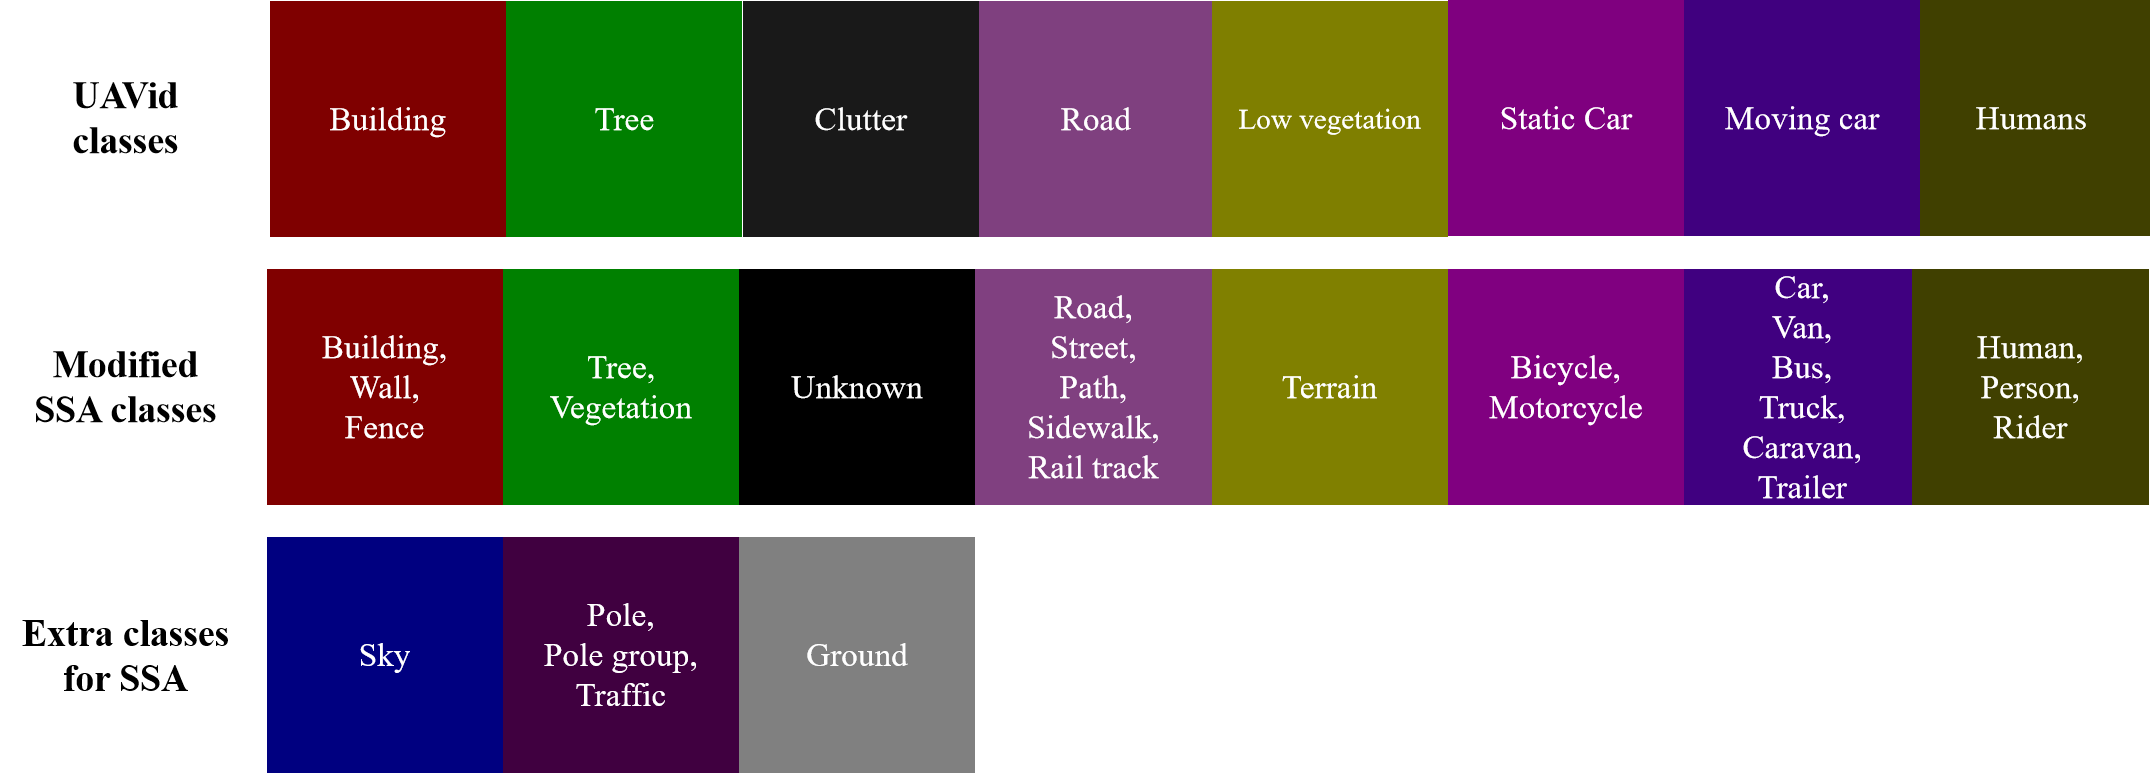 UAVid
classes
Building
Tree
Clutter
Road
Low vegetation
Static Car
Moving car
Humans
Modified
SSA classes
Building,
Wall,
Fence
Tree,
Vegetation
Unknown
Road,
Street,
Path,
Sidewalk,
Rail track
Terrain
Bicycle,
Motorcycle
Car,
Van,
Bus,
Truck,
Caravan,
Trailer
Human,
Person,
Rider
Extra classes
for SSA
Sky
Pole,
Pole group,
Traffic
Ground